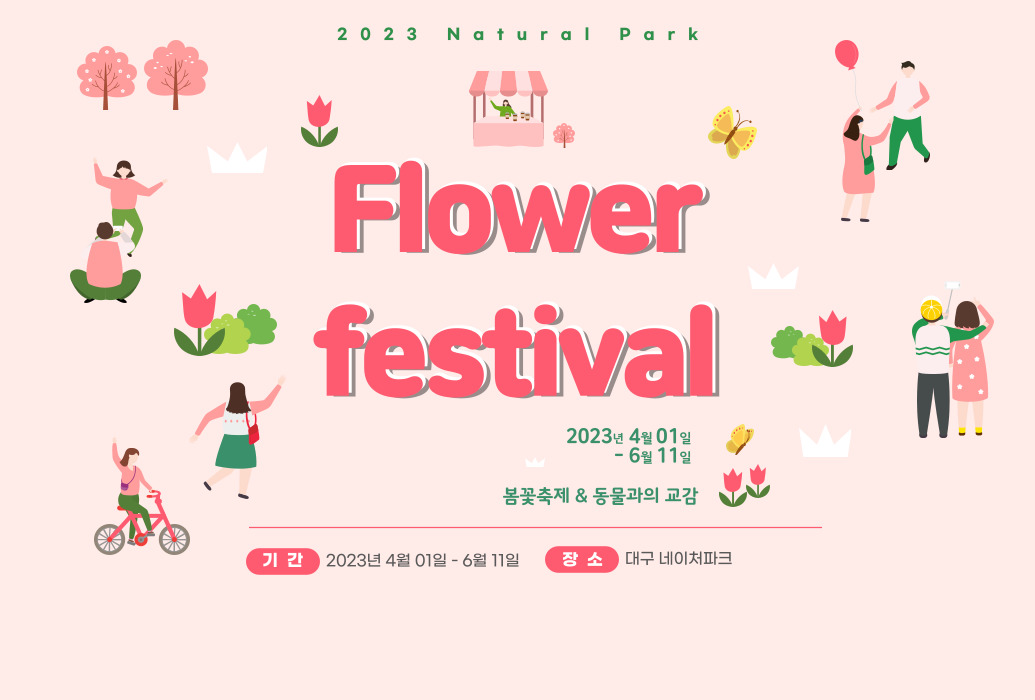 2023 Natural Park
Flower
festival
2023년 4월 01일
- 6월 11일
봄꽃축제 & 동물과의 교감
기 간 2023년 4월 01일 - 6월 11일 장 소 대구 네이처파크